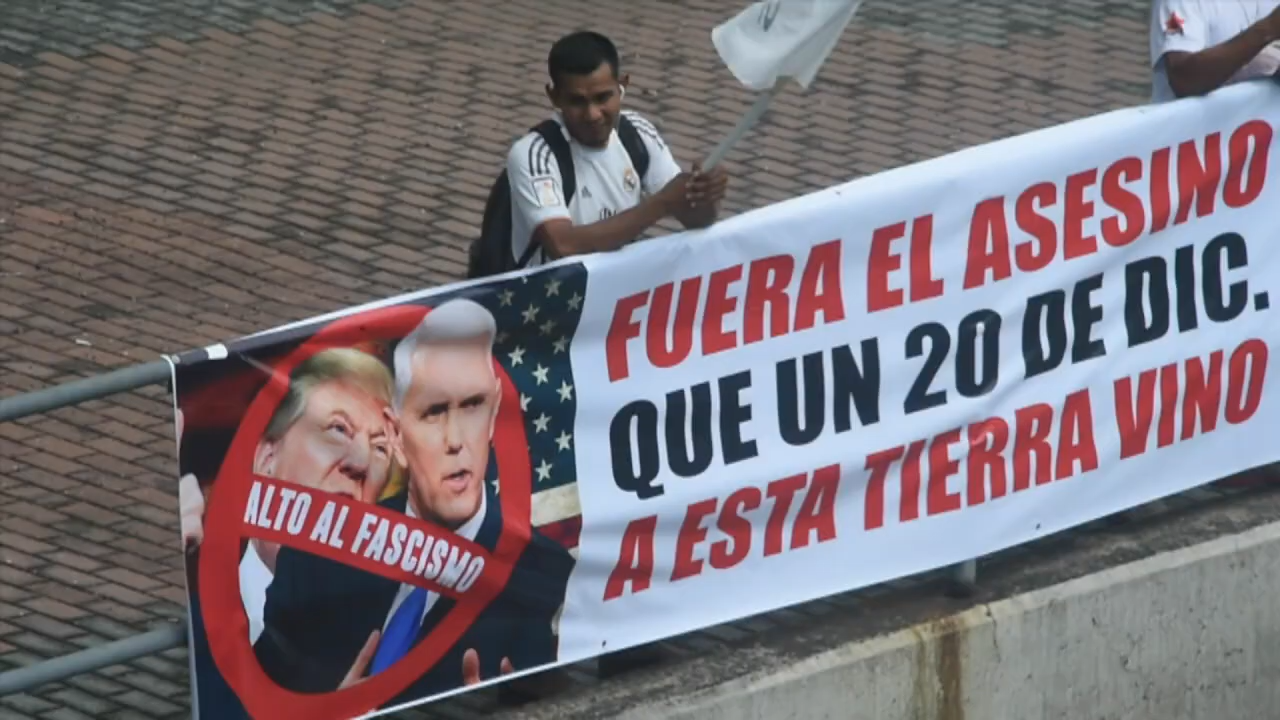 ALTO AL FASCISMO
FUERA EL ASESINO
QUE UN 20 DE DIC.
A ESTA TIERRA VINO